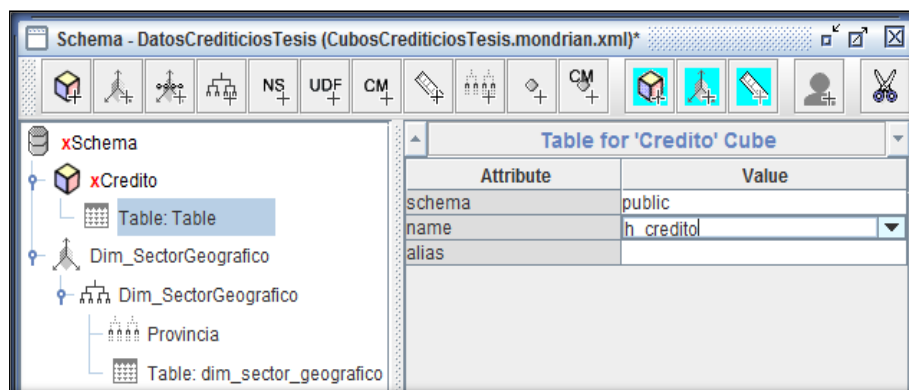 Schema - DatosCrediticiosTesis (CubosCrediticiosTesis.mondrian.xml)*
NS UDF CM CM
xSchema
xCredito
Table: Table
Dim_SectorGeografico
Dim_SectorGeografico
Provincia
Table: dim_sector_geografico
Table for 'Credito' Cube
Attribute Value
schema public
name h_credito
alias